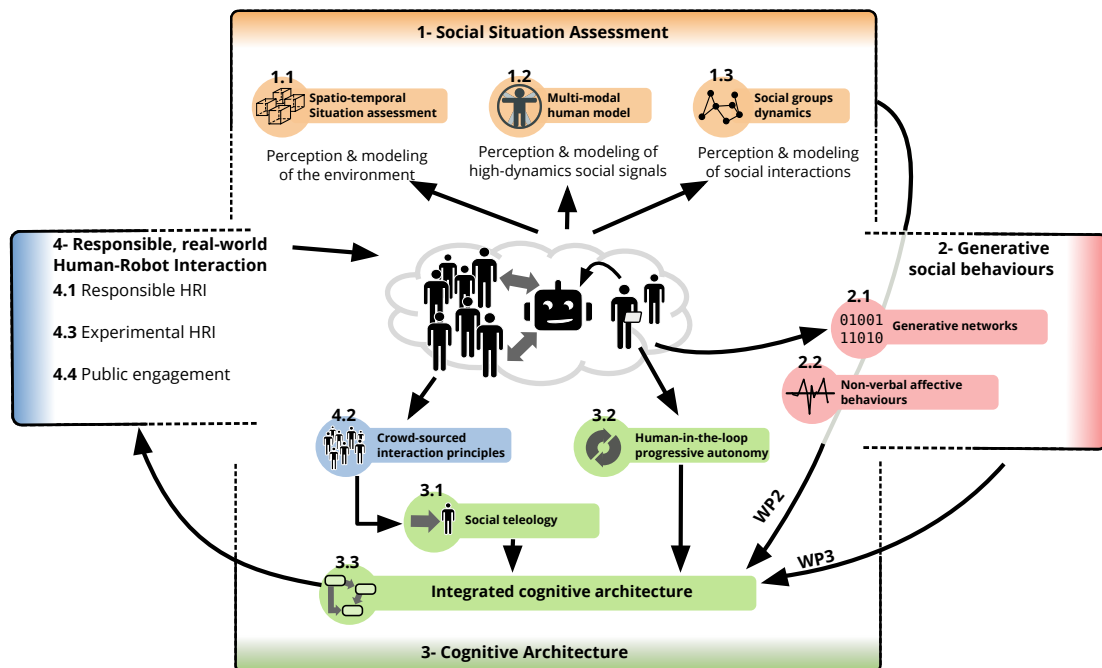 1- Social Situation Assessment
1.1
Spatio-temporal
Situation assessment
1.2
Multi-modal
human model
1.3
Social groups
dynamics
Perception & modeling
of the environment
Perception & modeling of
high-dynamics social signals
Perception & modeling
of social interactions
4- Responsible, real-world
Human-Robot Interaction
4.1 Responsible HRI
4.3 Experimental HRI
4.4 Public engagement
2- Generative
social behaviours
2.1
01001
11010
Generative networks
2.2
Non-verbal affective
behaviours
4.2
Crowd-sourced
interaction principles
3.2
Human-in-the-loop
progressive autonomy
3.1
Social teleology
WP2
WP3
3.3
Integrated cognitive architecture
3- Cognitive Architecture